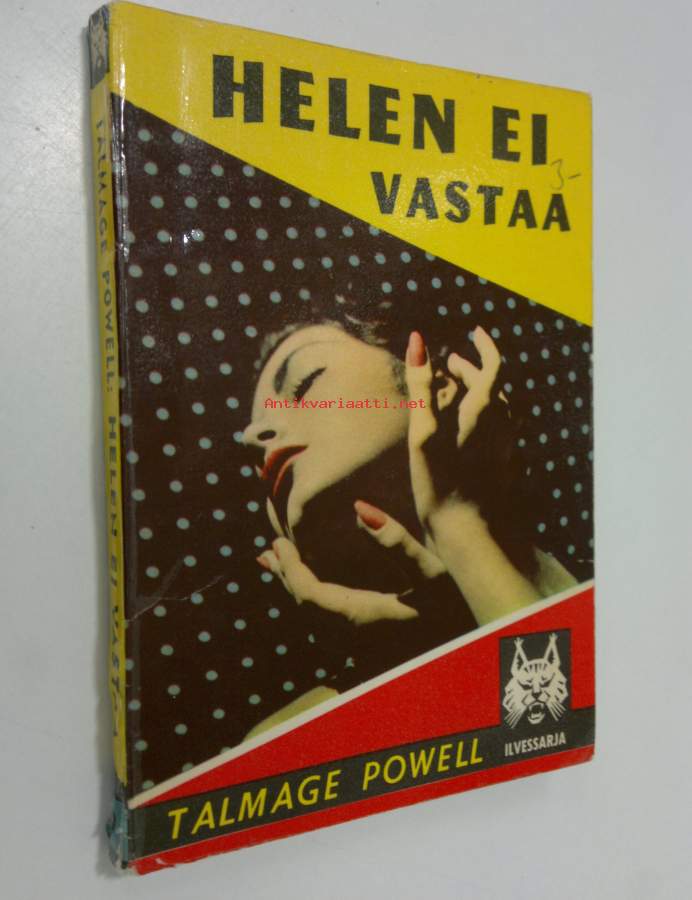 HELEN EI
VASTAA
3-
Antikvariaatti.net
ILVESSARJA
TALMAGE POWELL
TALMAGE POWELL: HELEN EI VASTAA